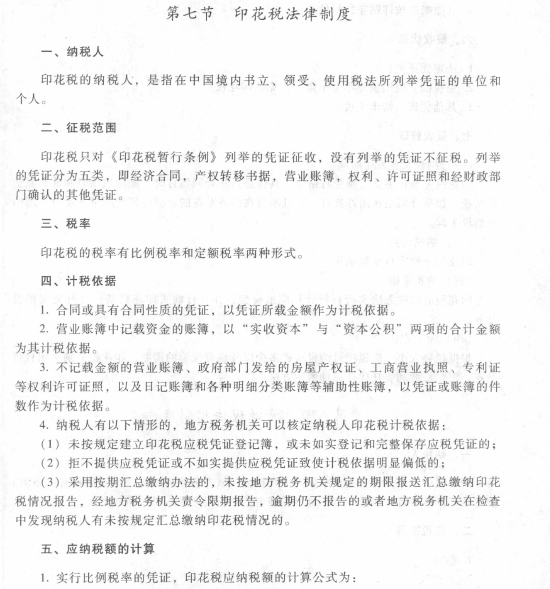 第七节 印花税法律制度
一、纳税人
印花税的纳税人，是指在中国境内书立、领受、使用税法所列举凭证的单位和
个人。
二、征税范围
印花税只对《印花税暂行条例》列举的凭证征收，没有列举的凭证不征税。列举
的凭证分为五类，即经济合同，产权转移书据，营业账簿，权利、许可证照和经财政部
门确认的其他凭证。
三、税率
印花税的税率有比例税率和定额税率两种形式。
四、计税依据
1. 合同或具有合同性质的凭证，以凭证所载金额作为计税依据。
2. 营业账簿中记载资金的账簿，以“实收资本”与“资本公积”两项的合计金额
为其计税依据。
3. 不记载金额的营业账簿、政府部门发给的房屋产权证、工商营业执照、专利证
等权利许可证照，以及日记账簿和各种明细分类账簿等辅助性账簿，以凭证或账簿的件
数作为计税依据。
4. 纳税人有以下情形的，地方税务机关可以核定纳税人印花税计税依据：
（1）未按规定建立印花税应税凭证登记簿，或未如实登记和完整保存应税凭证的；
（2）拒不提供应税凭证或不如实提供应税凭证致使计税依据明显偏低的；
（3）采用按期汇总缴纳办法的，未按地方税务机关规定的期限报送汇总缴纳印花
税情况报告，经地方税务机关责令限期报告，逾期仍不报告的或者地方税务机关在检查
中发现纳税人有未按规定汇总缴纳印花税情况的。
五、应纳税额的计算
1. 实行比例税率的凭证，印花税应纳税额的计算公式为：